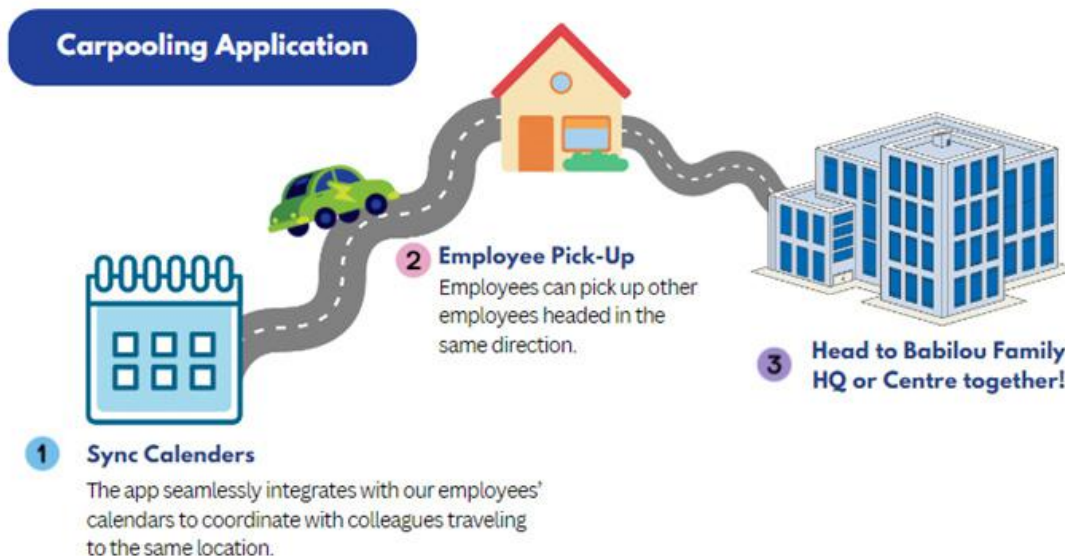 Carpooling Application
1
Sync Calenders
The app seamlessly integrates with our employees'
calendars to coordinate with colleagues traveling
to the same location.
2
Employee Pick-Up
Employees can pick up other
employees headed in the
same direction.
3
Head to Babilou Family
HQ or Centre together!